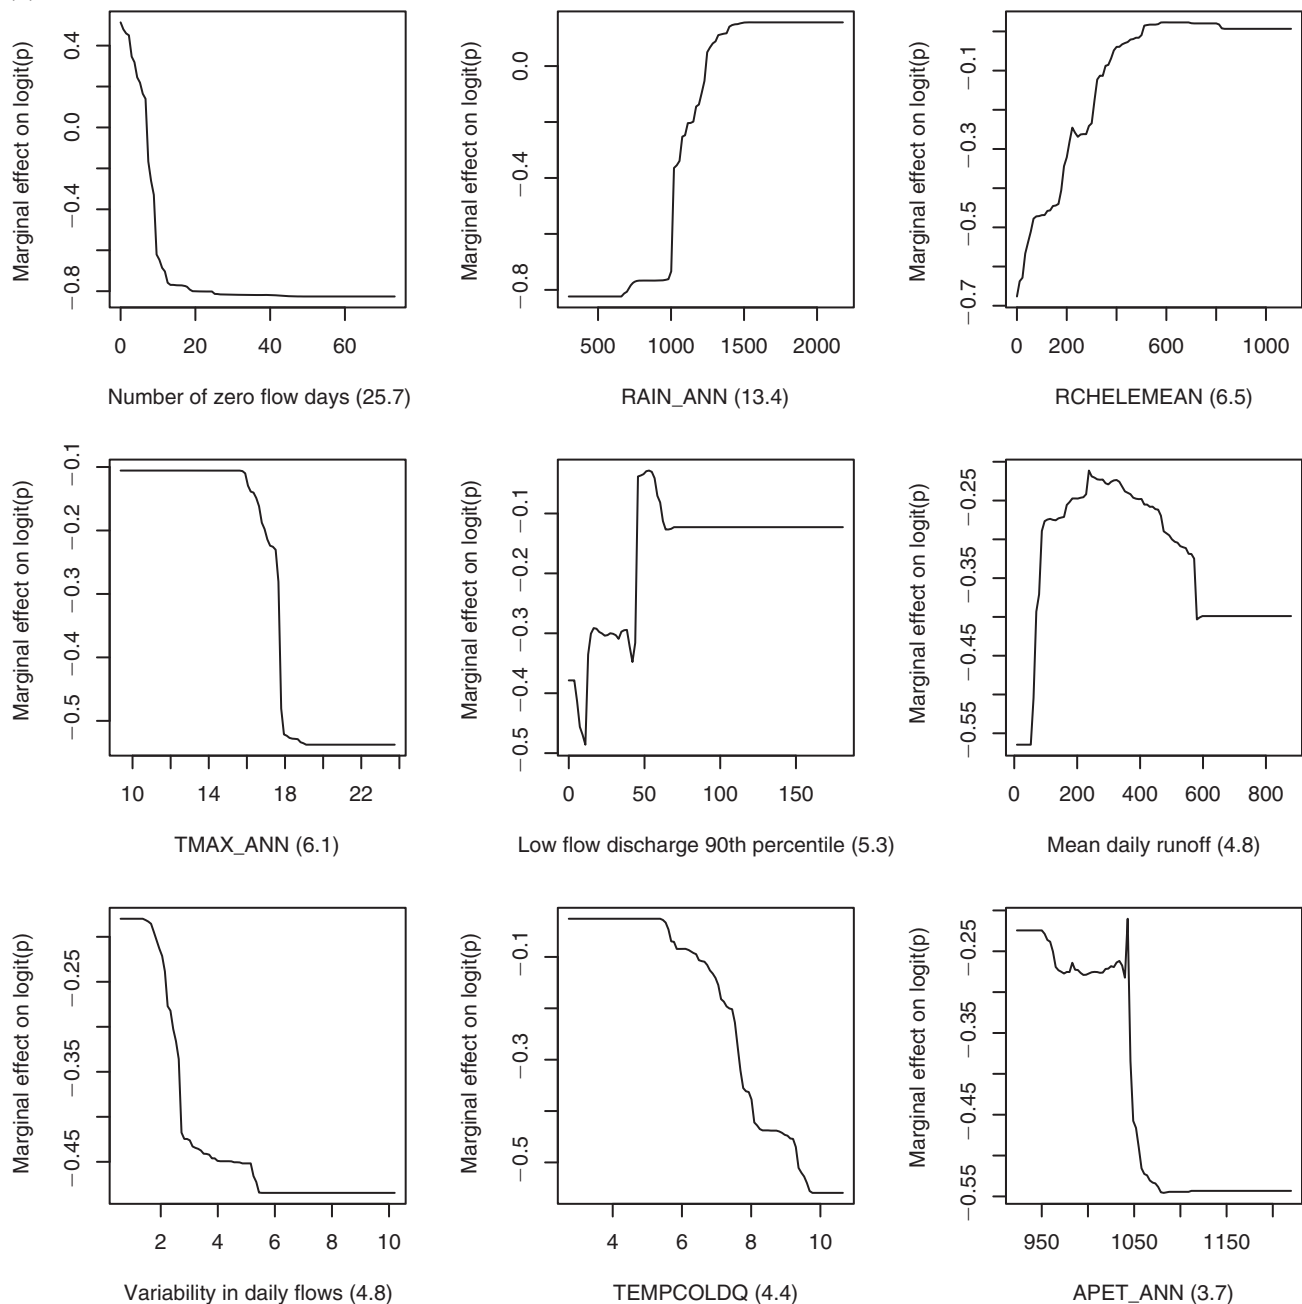 Marginal effect on logit(p)
0.4
0.0
−0.4
−0.8
0 20 40 60
Number of zero flow days (25.7)
Marginal effect on logit(p)
0.0
−0.4
−0.8
500 1000 1500 2000
RAIN_ANN (13.4)
Marginal effect on logit(p)
−0.1
−0.3
−0.5
−0.7
0 200 600 1000
RCHELEMEAN (6.5)
Marginal effect on logit(p)
−0.1
−0.2
−0.3
−0.4
−0.5
10 14 18 22
TMAX_ANN (6.1)
Marginal effect on logit(p)
−0.1
−0.2
−0.3
−0.4
−0.5
0 50 100 150
Low flow discharge 90th percentile (5.3)
Marginal effect on logit(p)
−0.25
−0.35
−0.45
−0.55
0 200 400 600 800
Mean daily runoff (4.8)
Marginal effect on logit(p)
−0.25
−0.35
−0.45
2 4 6 8 10
Variability in daily flows (4.8)
Marginal effect on logit(p)
−0.1
−0.3
−0.5
4 6 8 10
TEMPCOLDQ (4.4)
Marginal effect on logit(p)
−0.25
−0.35
−0.45
−0.55
950 1050 1150
APET_ANN (3.7)